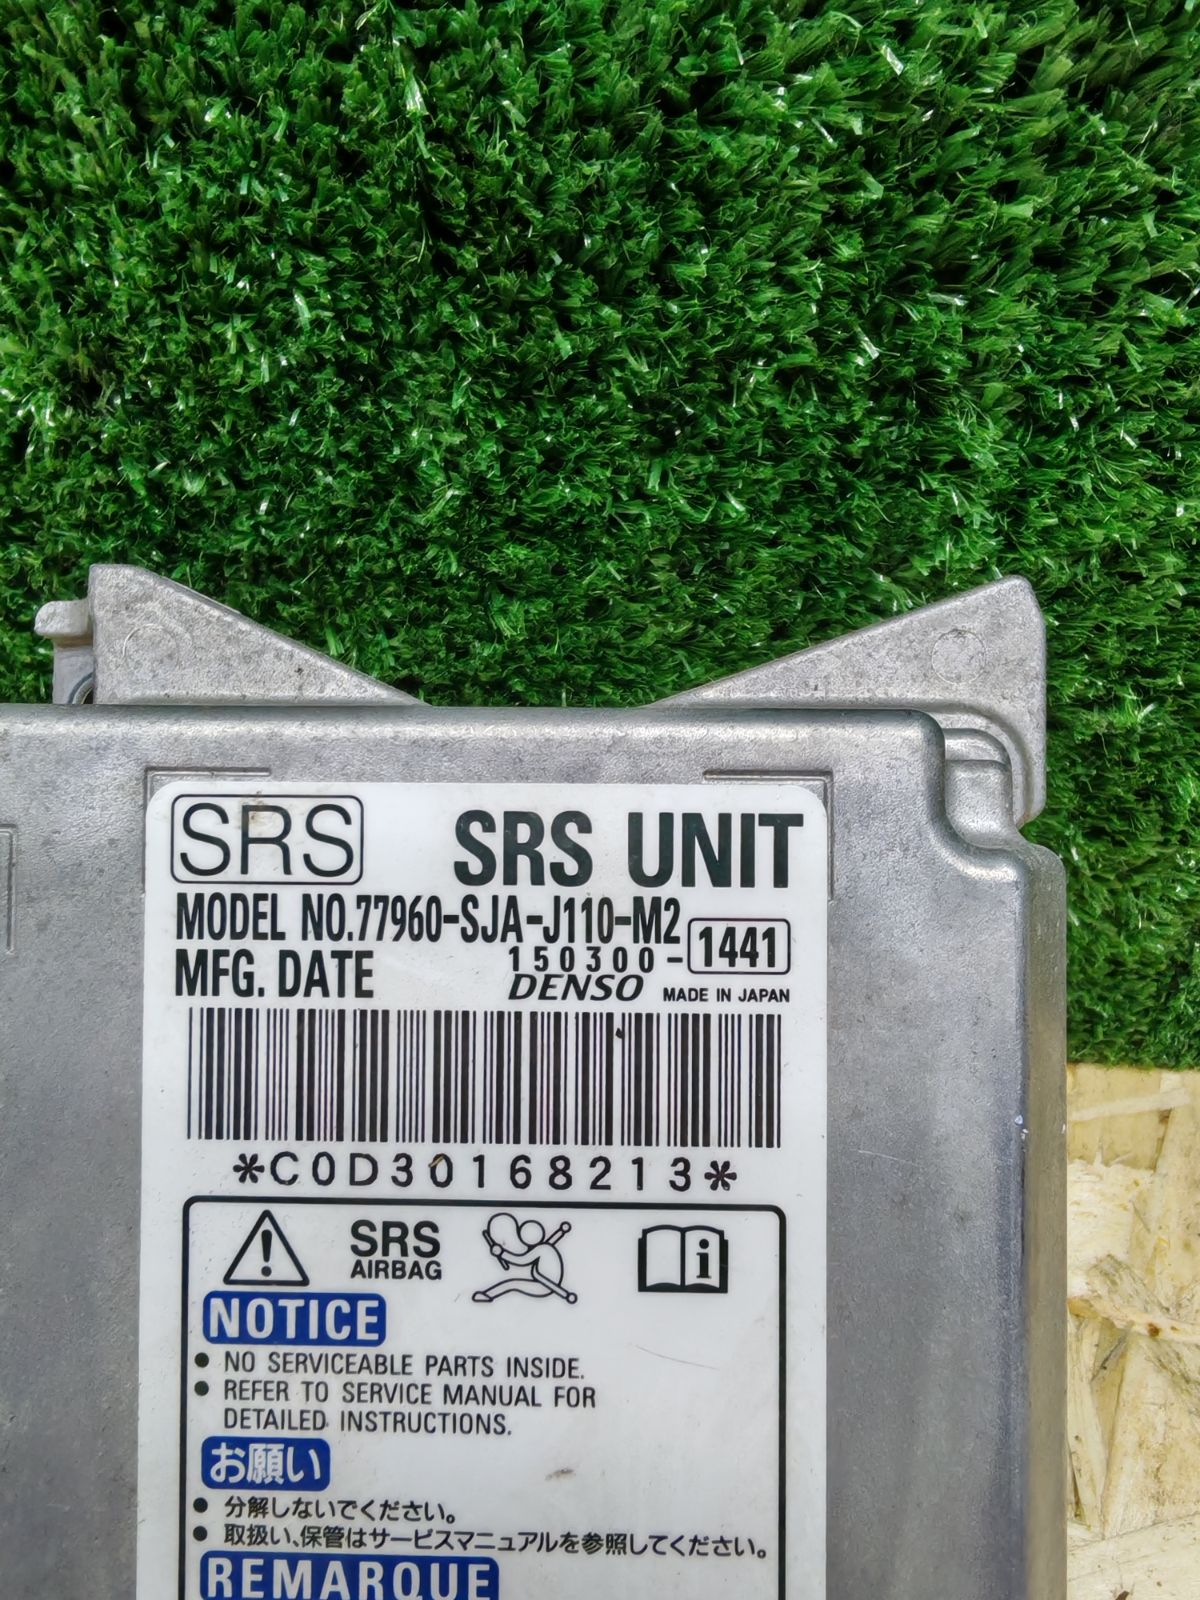 SRS SRS UNIT
MODEL NO.77960-SJA-J110-M2
150300- 1441
MFG. DATE DENSO MADE IN JAPAN
*C0D30168213*
SRS
AIRBAG
NOTICE
● NO SERVICEABLE PARTS INSIDE.
● REFER TO SERVICE MANUAL FOR
DETAILED INSTRUCTIONS.
お願い
● 分解しないでください。
● 取扱い、保管はサービスマニュアルを参照してください。
REMARQUE